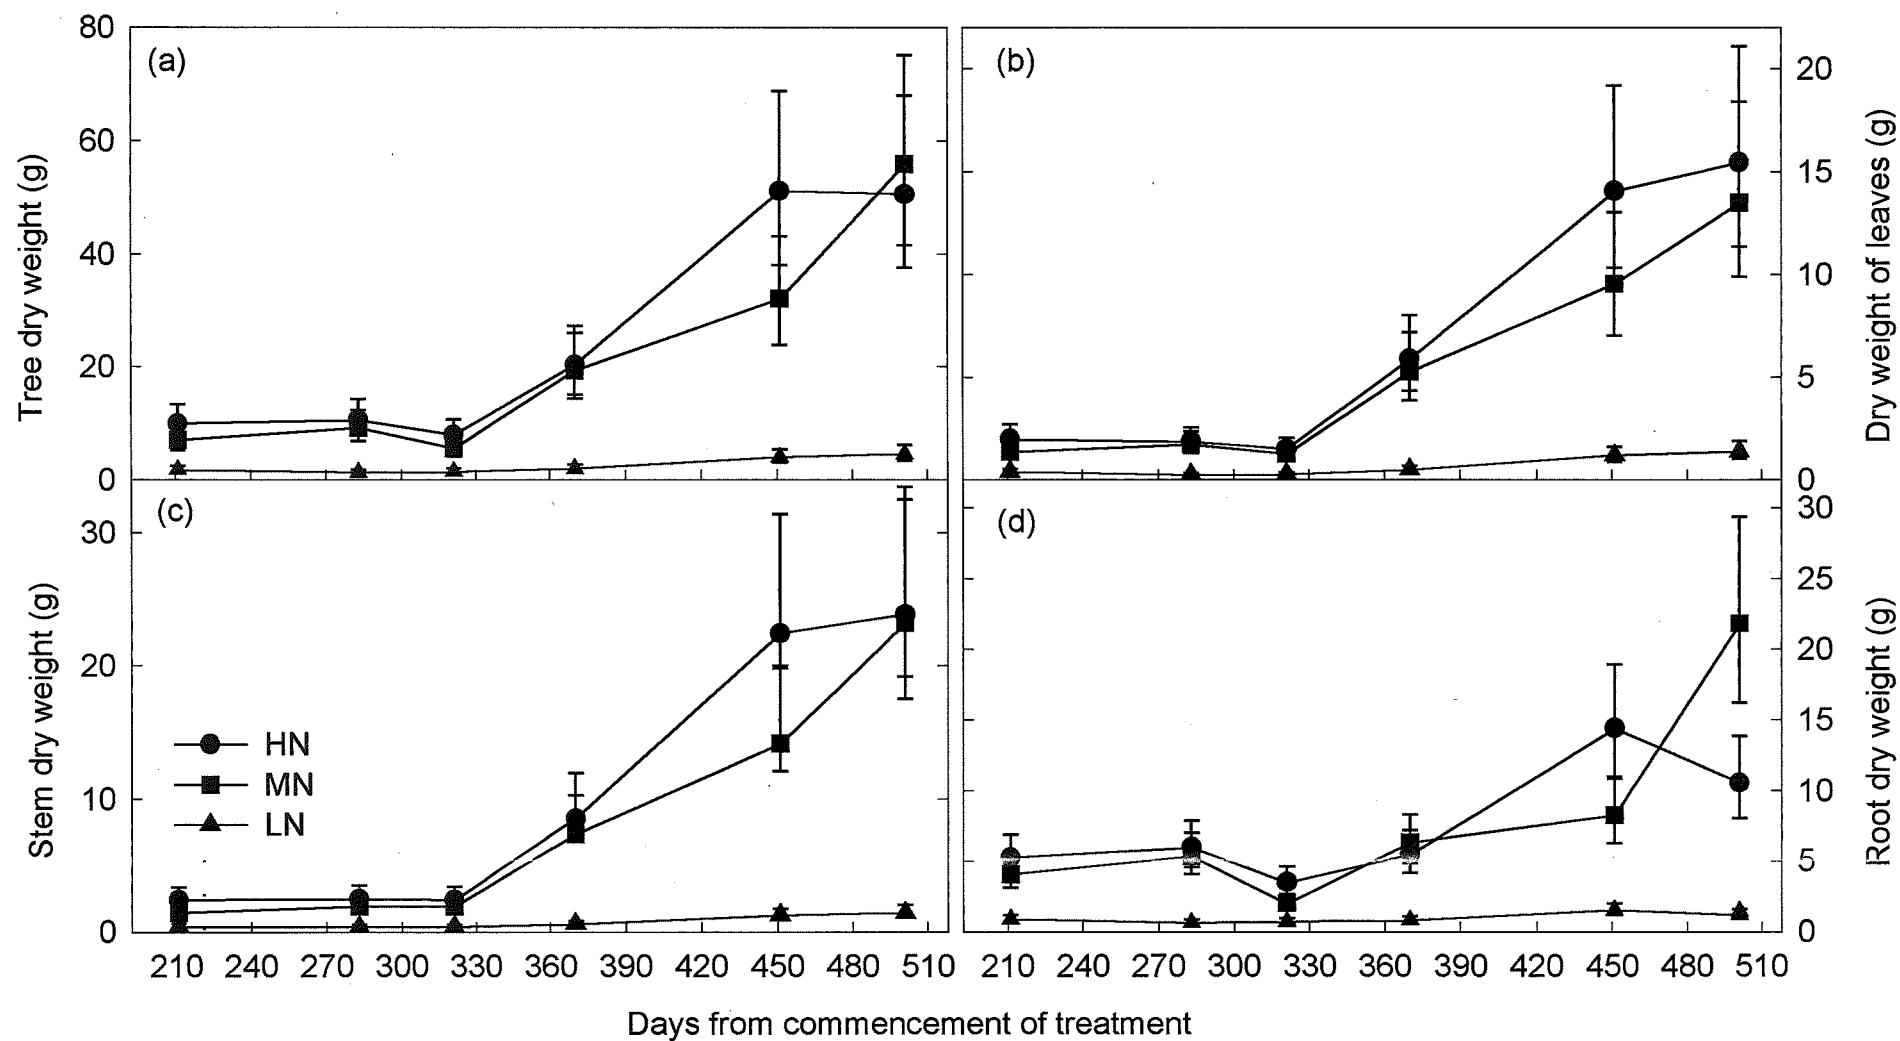 80
60
40
20
0
Tree dry weight (g)
(a)
(b)
20
15
10
5
0
Dry weight of leaves (g)
30
20
10
0
Stem dry weight (g)
(c)
HN
MN
LN
(d)
30
25
20
15
10
5
0
Root dry weight (g)
210 240 270 300 330 360 390 420 450 480 510
210 240 270 300 330 360 390 420 450 480 510
Days from commencement of treatment